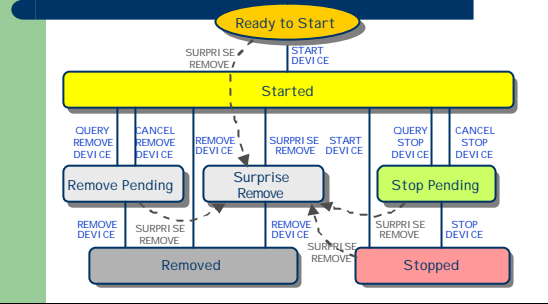 Ready to Start
SURPRISE
REMOVE
START
DEVICE
Started
QUERY
REMOVE
DEVICE
CANCEL
REMOVE
DEVICE
REMOVE
DEVICE
SURPRISE
REMOVE
START
DEVICE
QUERY
STOP
DEVICE
CANCEL
STOP
DEVICE
Remove Pending
Surprise
Remove
Stop Pending
REMOVE
DEVICE
SURPRISE
REMOVE
REMOVE
DEVICE
SURPRISE
REMOVE
SURPRISE
REMOVE
STOP
DEVICE
Removed
Stopped